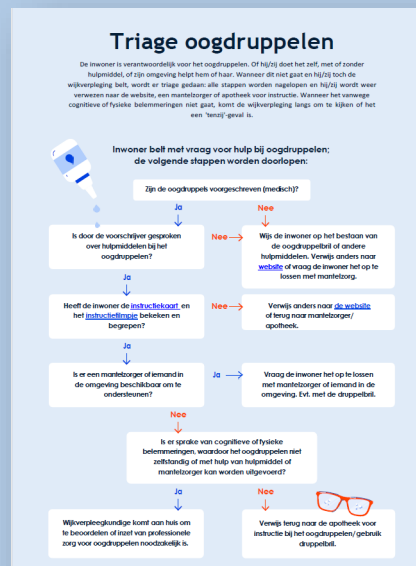 Triage oogdruppelen
De inwoner is verantwoordelijk voor het oogdruppelen. Of hij/zij doet het zelf, met of zonder
hulpmiddel, of zijn omgeving helpt hem of haar. Wanneer dit niet gaat en hij/zij toch de
wijkverpleging belt, wordt er triage gedaan: alle stappen worden nagelopen en hij/zij wordt weer
verwezen naar de website, een mantelzorger of apotheek voor instructie. Wanneer het vanwege
cognitieve of fysieke belemmeringen niet gaat, komt de wijkverpleging langs om te kijken of het
een 'tenzij'-geval is.
Inwoner belt met vraag voor hulp bij oogdruppelen;
de volgende stappen worden doorlopen:
Zijn de oogdruppels voorgeschreven (medisch)?
Ja
Nee
Is door de voorschrijver gesproken
over hulpmiddelen bij het
oogdruppelen?
Nee
Wijs de inwoner op het bestaan van
de oogdruppelbril of andere
hulpmiddelen. Verwijs anders naar
website of vraag de inwoner het op te
lossen met mantelzorg.
Ja
Heeft de inwoner de instructiekaart en
het instructiefilmpje bekeken en
begrepen?
Nee
Verwijs anders naar de website
of terug naar mantelzorger/
apotheek.
Ja
Is er een mantelzorger of iemand in
de omgeving beschikbaar om te
ondersteunen?
Ja
Vraag de inwoner het op te lossen
met mantelzorger of iemand in de
omgeving. Evt. met de druppelbril.
Nee
Is er sprake van cognitieve of fysieke
belemmeringen, waardoor het oogdruppelen niet
zelfstandig of met hulp van hulpmiddel of
mantelzorger kan worden uitgevoerd?
Ja
Nee
Wijkverpleegkundige komt aan huis om
te beoordelen of inzet van professionele
zorg voor oogdruppelen noodzakelijk is.
Verwijs terug naar de apotheek voor
instructie bij het oogdruppelen/gebruik
druppelbril.